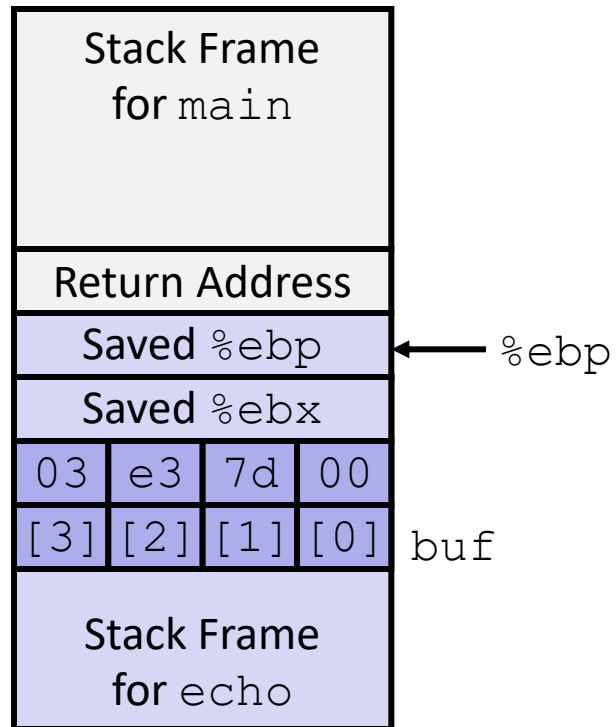 Stack Frame
for main
Return Address
Saved %ebp
%ebp
Saved %ebx
03 e3 7d 00
[3] [2] [1] [0] buf
Stack Frame
for echo